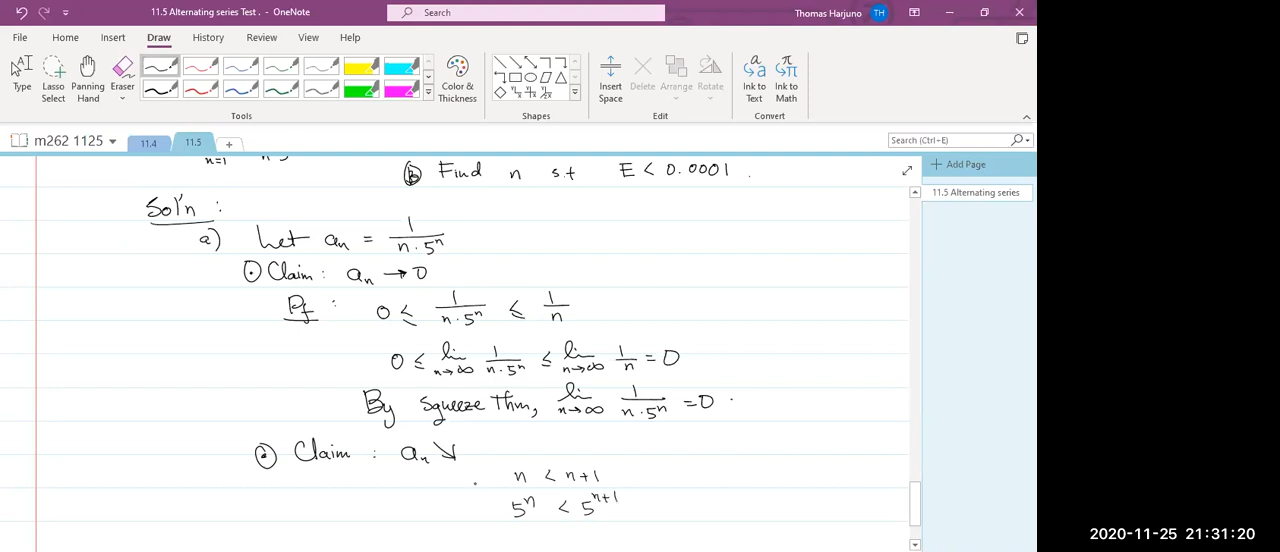 11.5 Alternating series Test . - OneNote
Search
Thomas Harjuno TH
File Home Insert Draw History Review View Help
Type
Lasso Select
Panning Hand
Eraser
Color & Thickness
Insert Space
Delete
Arrange
Rotate
Ink to Text
Ink to Math
Tools Shapes Edit Convert
m262 1125 11.4 11.5 +
Search (Ctrl+E)
+ Add Page
11.5 Alternating series
n=1
(b) Find n s.t E < 0.0001 .
Sol'n :
a) Let aₙ = 1/(n · 5ⁿ)
① Claim : aₙ → 0
Pf : 0 ≤ 1/(n · 5ⁿ) ≤ 1/n
0 ≤ lim n→∞ 1/(n · 5ⁿ) ≤ lim n→∞ 1/n = 0
By squeeze Thm, lim n→∞ 1/(n · 5ⁿ) = 0 .
② Claim : aₙ ↘
n < n+1
5ⁿ < 5ⁿ⁺¹
2020-11-25 21:31:20